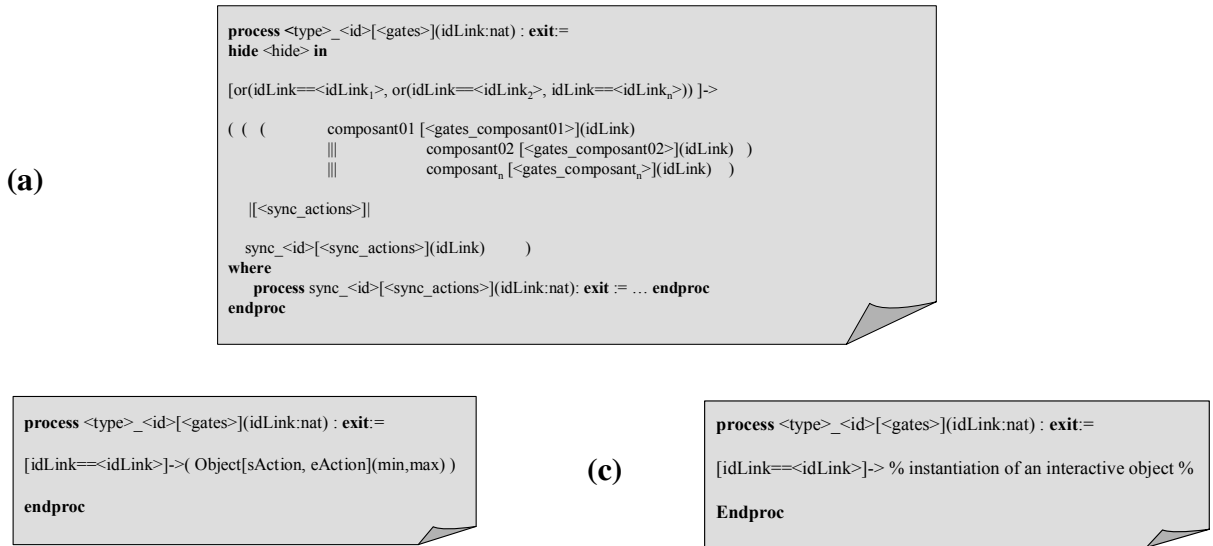 process <type>_<id>[<gates>](idLink:nat) : exit:=
hide <hide> in
[or(idLink==<idLink1>, or(idLink==<idLink2>, idLink==<idLinkn>)) ]->
( ( ( composant01 [<gates_composant01>](idLink)
||| composant02 [<gates_composant02>](idLink) )
||| composantn [<gates_composantn>](idLink) )
(a)
|[<sync_actions>]|
sync_<id>[<sync_actions>](idLink) )
where
process sync_<id>[<sync_actions>](idLink:nat): exit := … endproc
endproc
process <type>_<id>[<gates>](idLink:nat) : exit:=
[idLink==<idLink>]->( Object[sAction, eAction](min,max) )
endproc
(c)
process <type>_<id>[<gates>](idLink:nat) : exit:=
[idLink==<idLink>]-> % instantiation of an interactive object %
Endproc